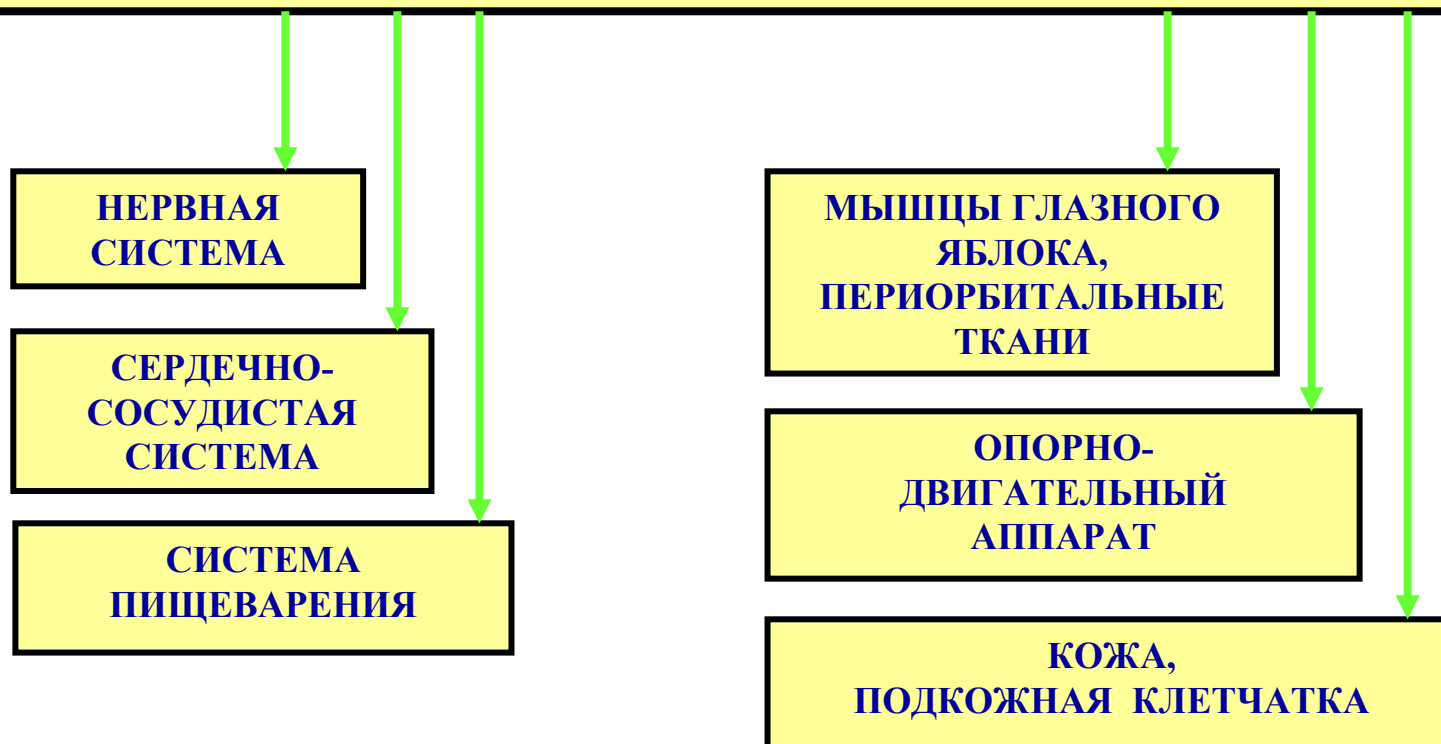 НЕРВНАЯ
СИСТЕМА
СЕРДЕЧНО-
СОСУДИСТАЯ
СИСТЕМА
СИСТЕМА
ПИЩЕВАРЕНИЯ
МЫШЦЫ ГЛАЗНОГО
ЯБЛОКА,
ПЕРИОРБИТАЛЬНЫЕ
ТКАНИ
ОПОРНО-
ДВИГАТЕЛЬНЫЙ
АППАРАТ
КОЖА,
ПОДКОЖНАЯ КЛЕТЧАТКА